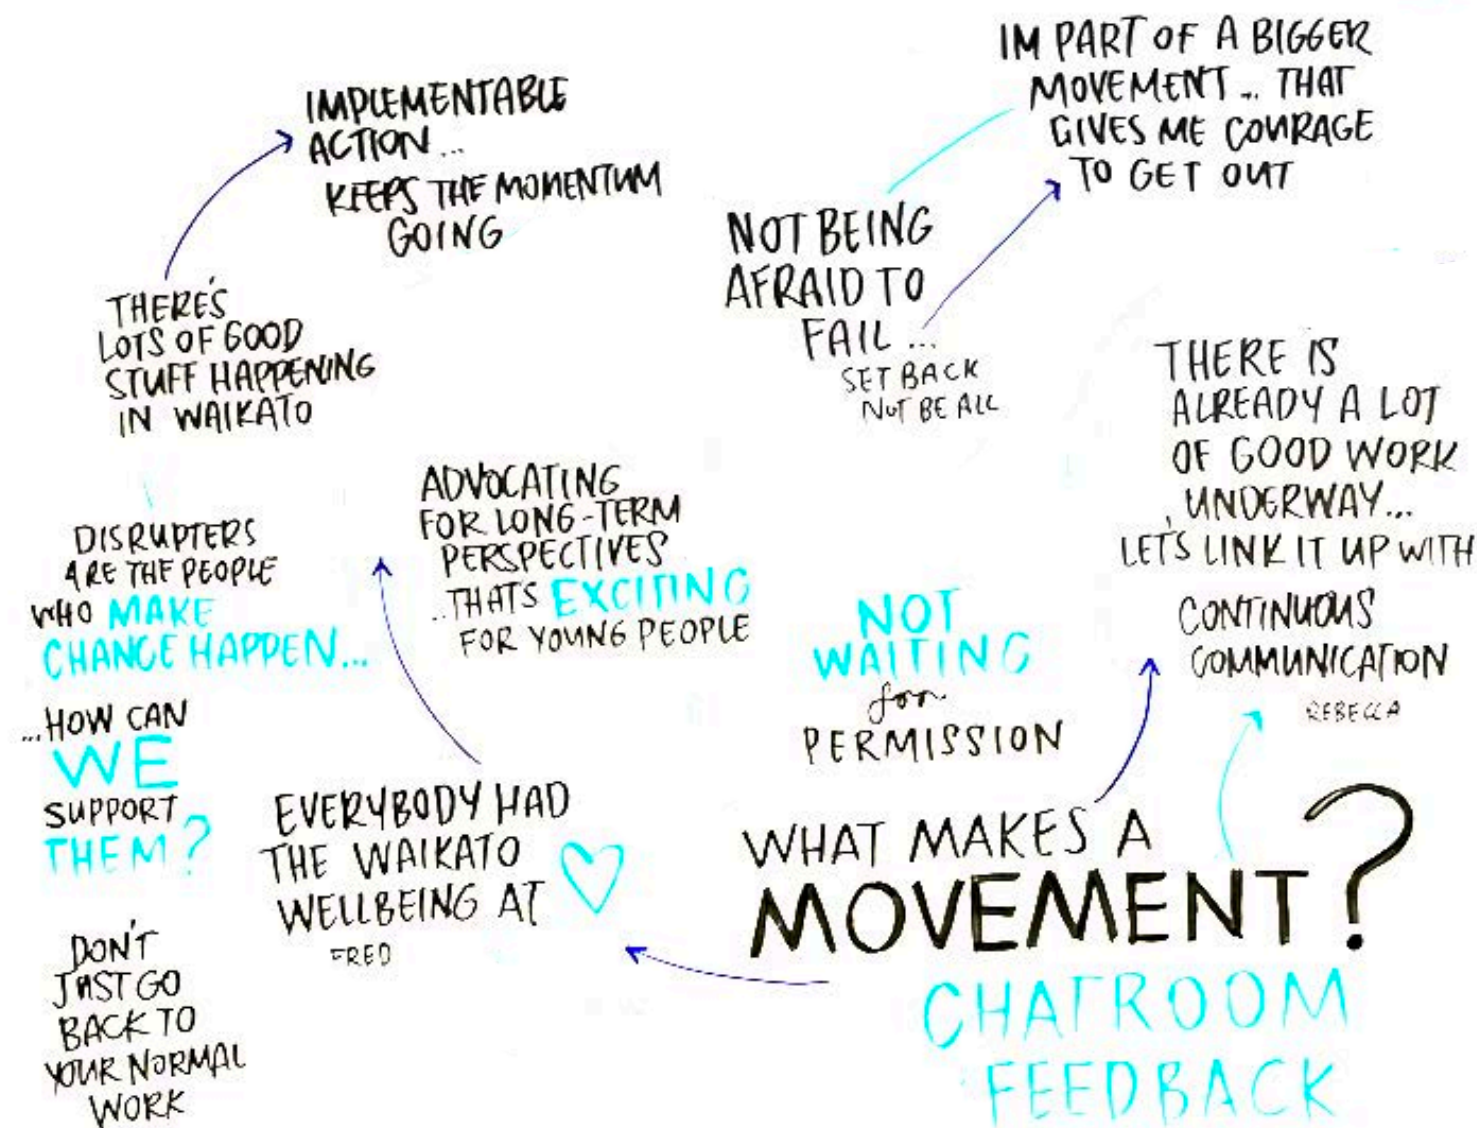 IMPLEMENTABLE
ACTION...
KEEPS THE MOMENTUM
GOING
THERE'S
LOTS OF GOOD
STUFF HAPPENING
IN WAIKATO
IM PART OF A BIGGER
MOVEMENT... THAT
GIVES ME COURAGE
TO GET OUT
NOT BEING
AFRAID TO
FAIL...
SET BACK
NOT BE ALL
THERE IS
ALREADY A LOT
OF GOOD WORK
UNDERWAY...
LET'S LINK IT UP WITH
CONTINUOUS
COMMUNICATION
REBECCA
ADVOCATING
FOR LONG-TERM
PERSPECTIVES
..THAT'S EXCITING
FOR YOUNG PEOPLE
DISRUPTERS
ARE THE PEOPLE
WHO MAKE
CHANGE HAPPEN...
...HOW CAN
WE
SUPPORT
THEM?
NOT
WAITING
for
PERMISSION
EVERYBODY HAD
THE WAIKATO
WELLBEING AT
FRED
DON'T
JUST GO
BACK TO
YOUR NORMAL
WORK
WHAT MAKES A
MOVEMENT?
CHATROOM
FEEDBACK